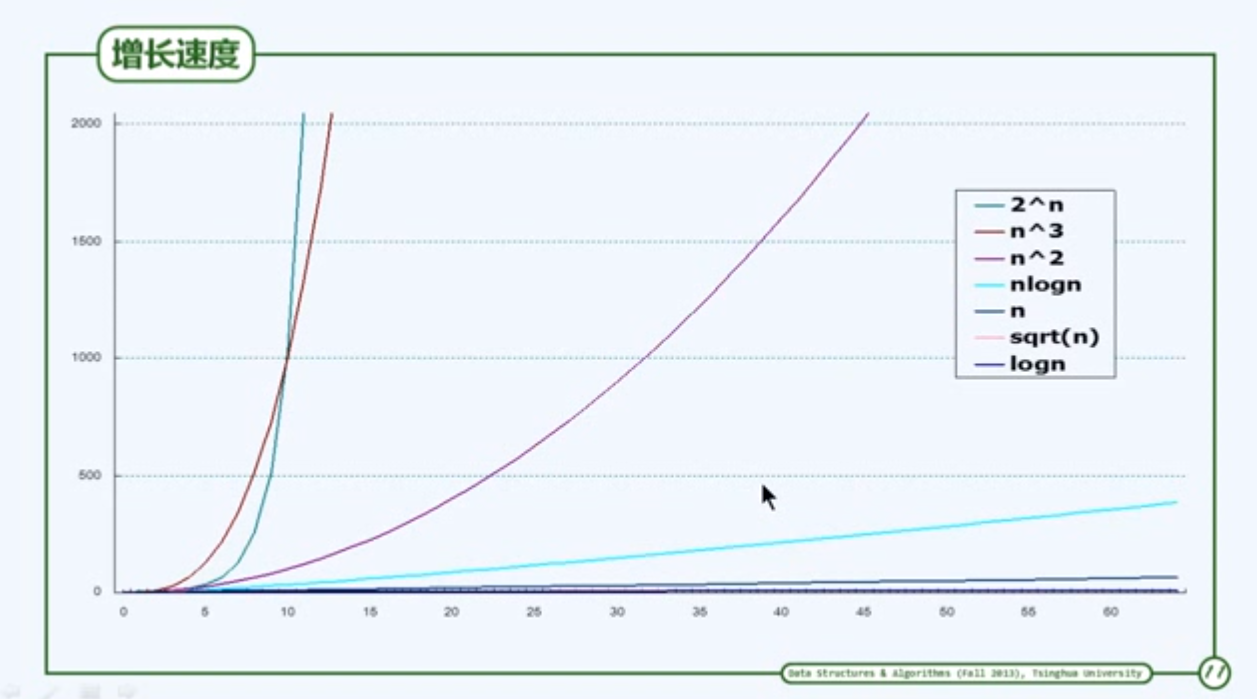 增长速度
2000
1500
1000
500
0
0 5 10 15 20 25 30 35 40 45 50 55 60
2^n
n^3
n^2
nlogn
n
sqrt(n)
logn
Data Structures & Algorithms (Fall 2013), Tsinghua University